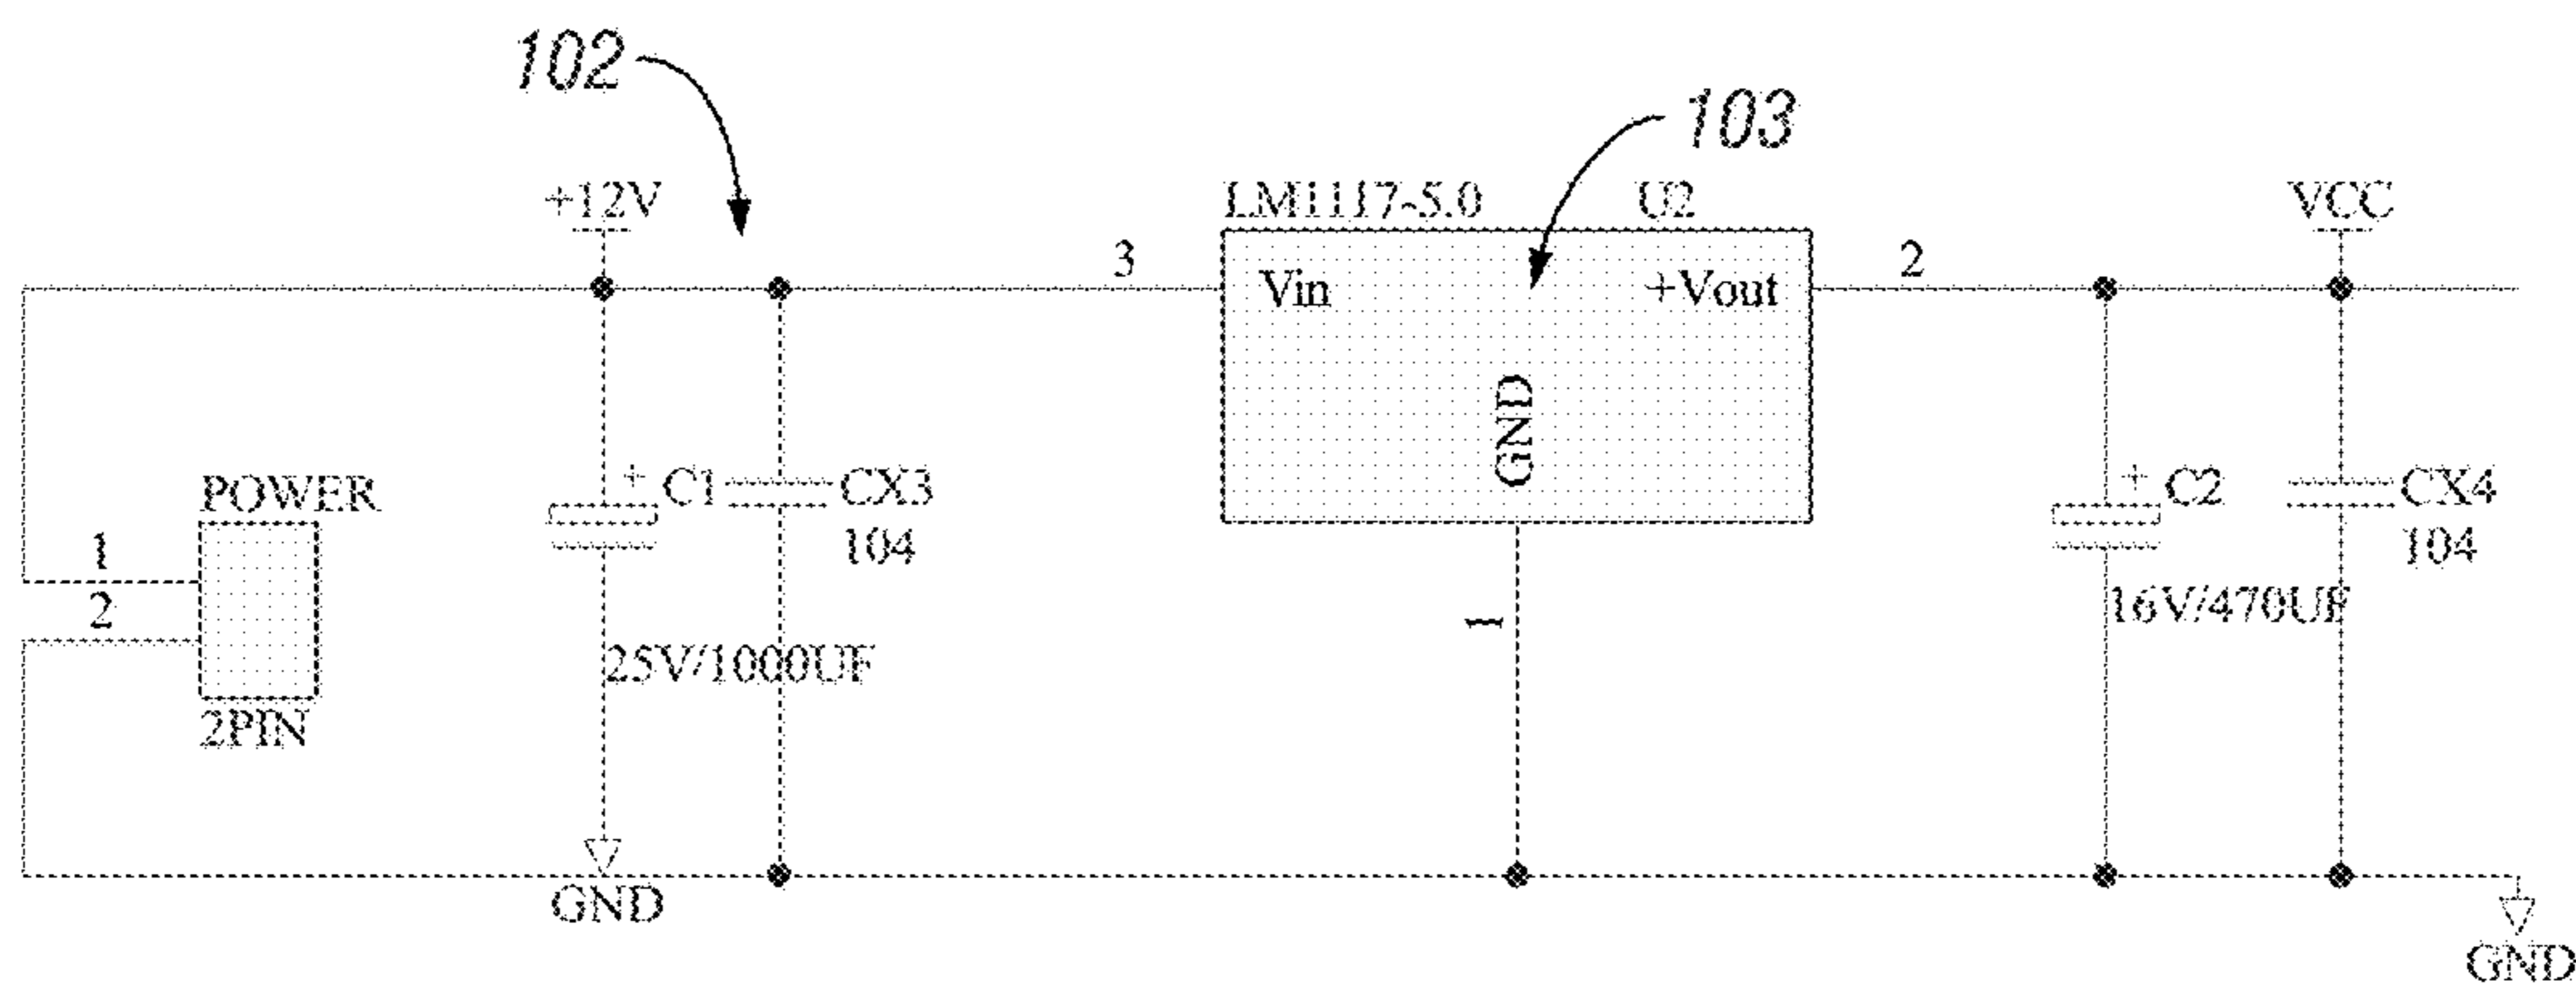 102
103
+12V
LM1117-5.0
U2
VCC
3
Vin
+Vout
2
GND
POWER
1
2
2PIN
+ C1
25V/1000UF
CX3
104
1
+ C2
16V/470UF
CX4
104
GND
GND